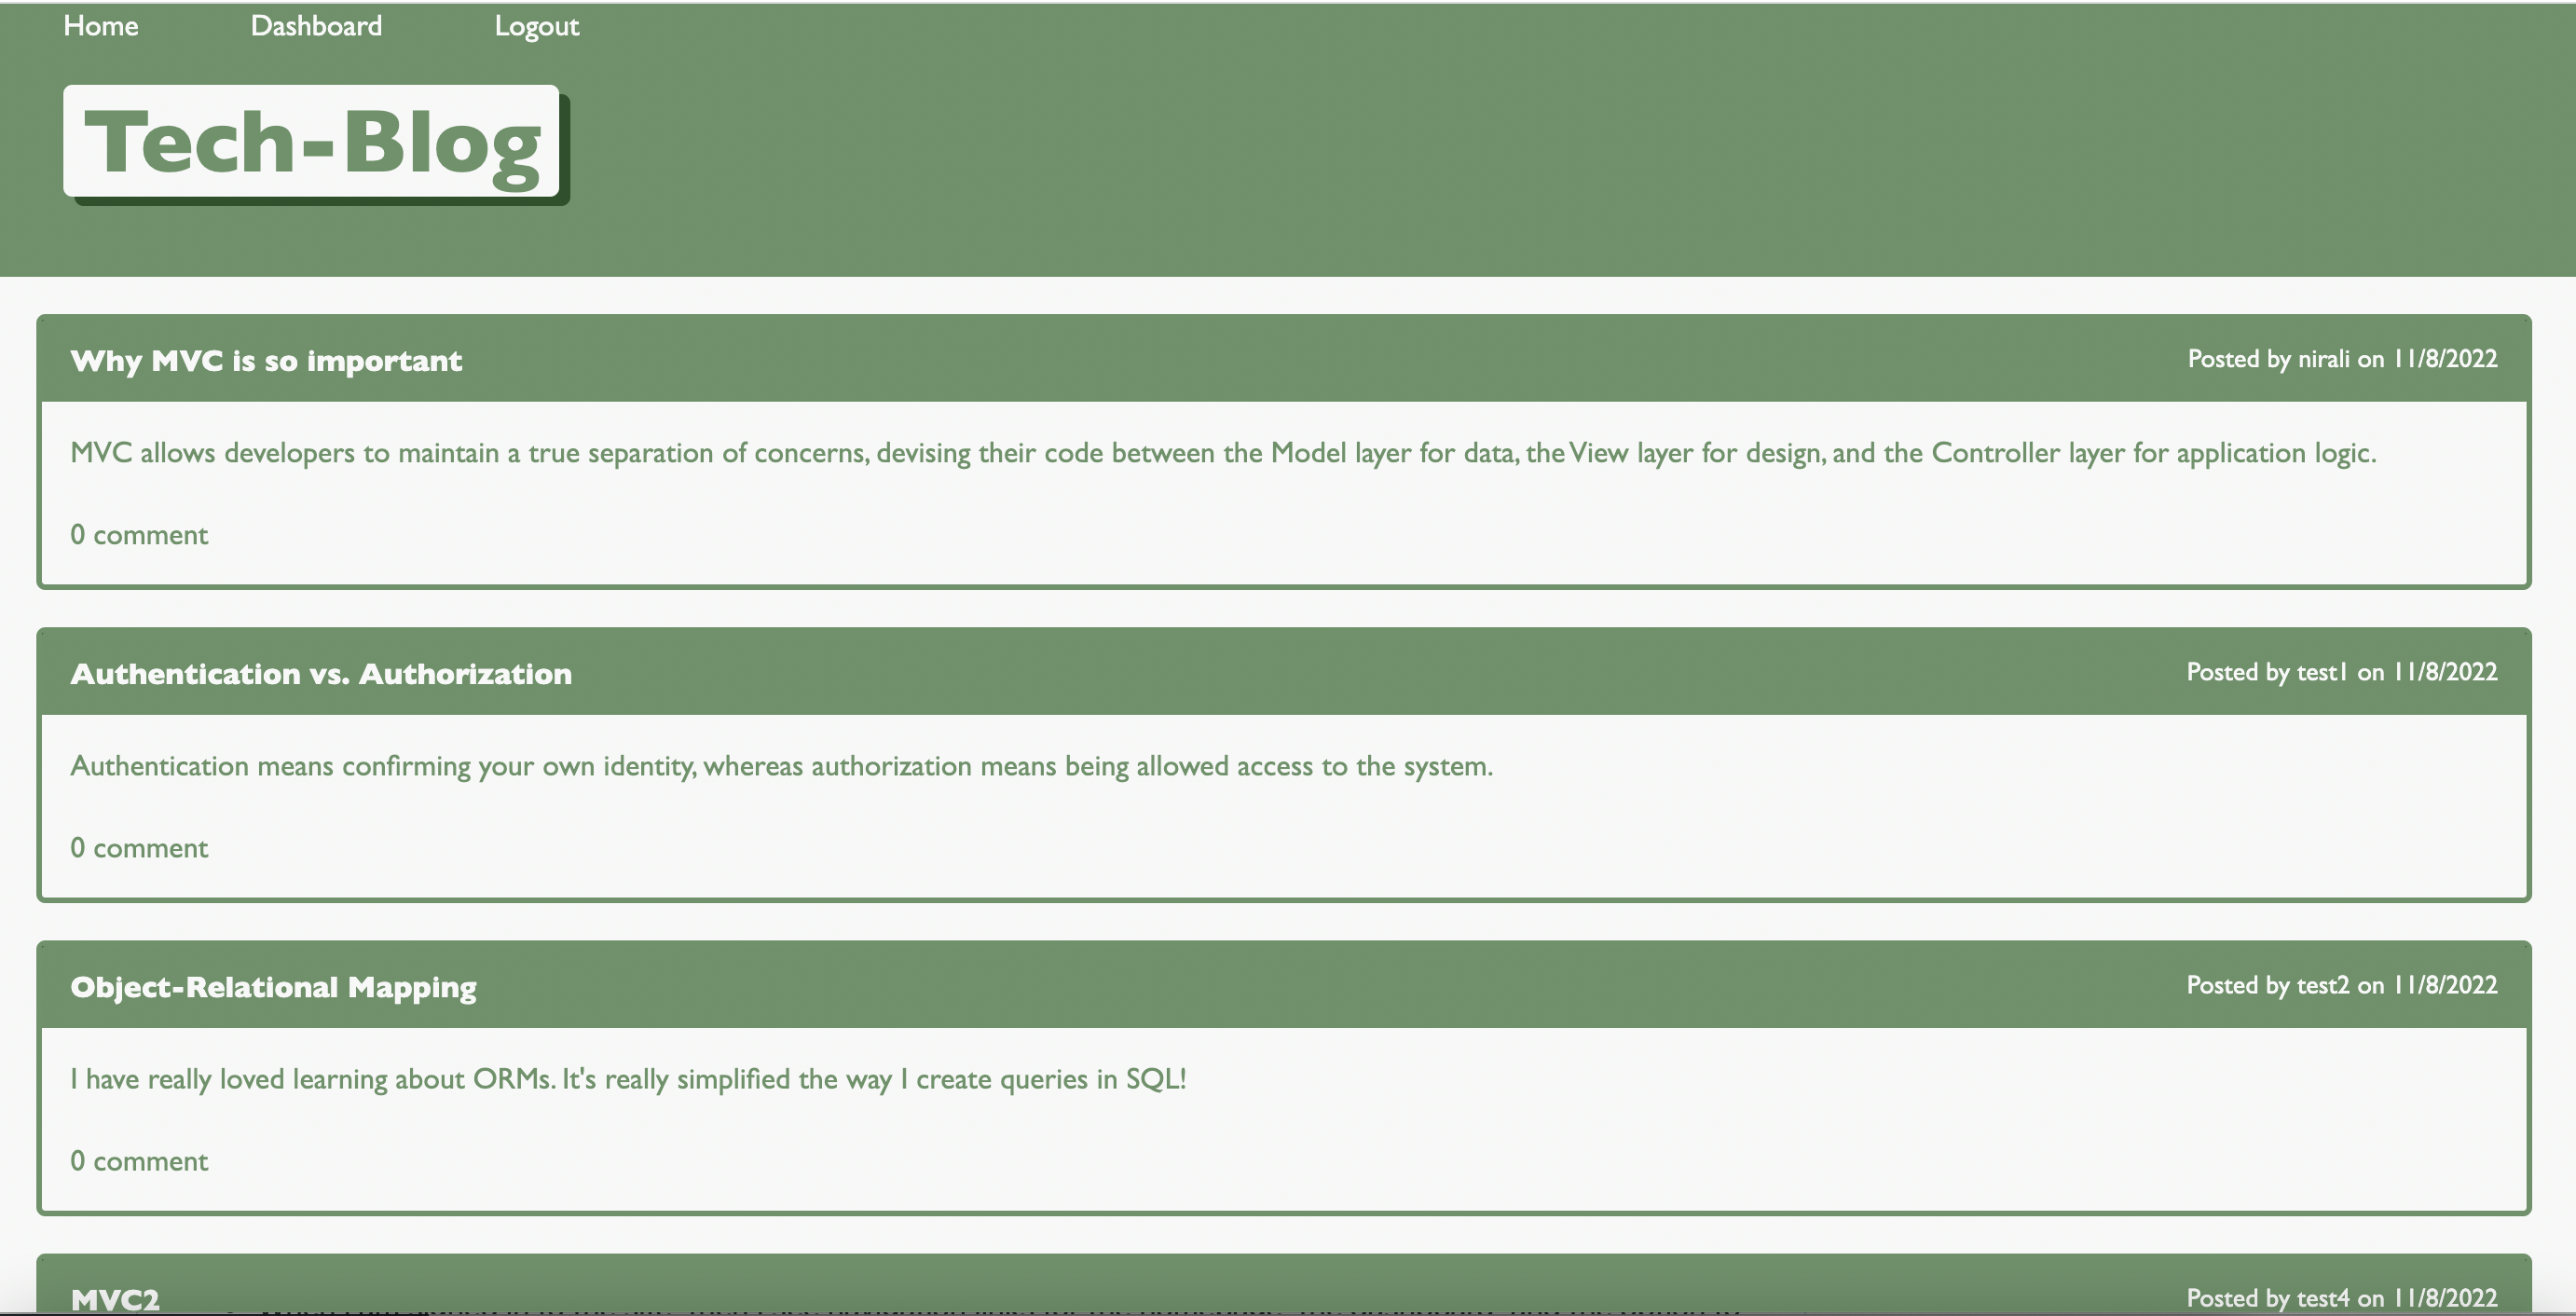 Home Dashboard Logout
Tech-Blog
Why MVC is so important Posted by nirali on 11/8/2022
MVC allows developers to maintain a true separation of concerns, devising their code between the Model layer for data, the View layer for design, and the Controller layer for application logic.
0 comment
Authentication vs. Authorization Posted by test1 on 11/8/2022
Authentication means confirming your own identity, whereas authorization means being allowed access to the system.
0 comment
Object-Relational Mapping Posted by test2 on 11/8/2022
I have really loved learning about ORMs. It's really simplified the way I create queries in SQL!
0 comment
MVC2 Posted by test4 on 11/8/2022